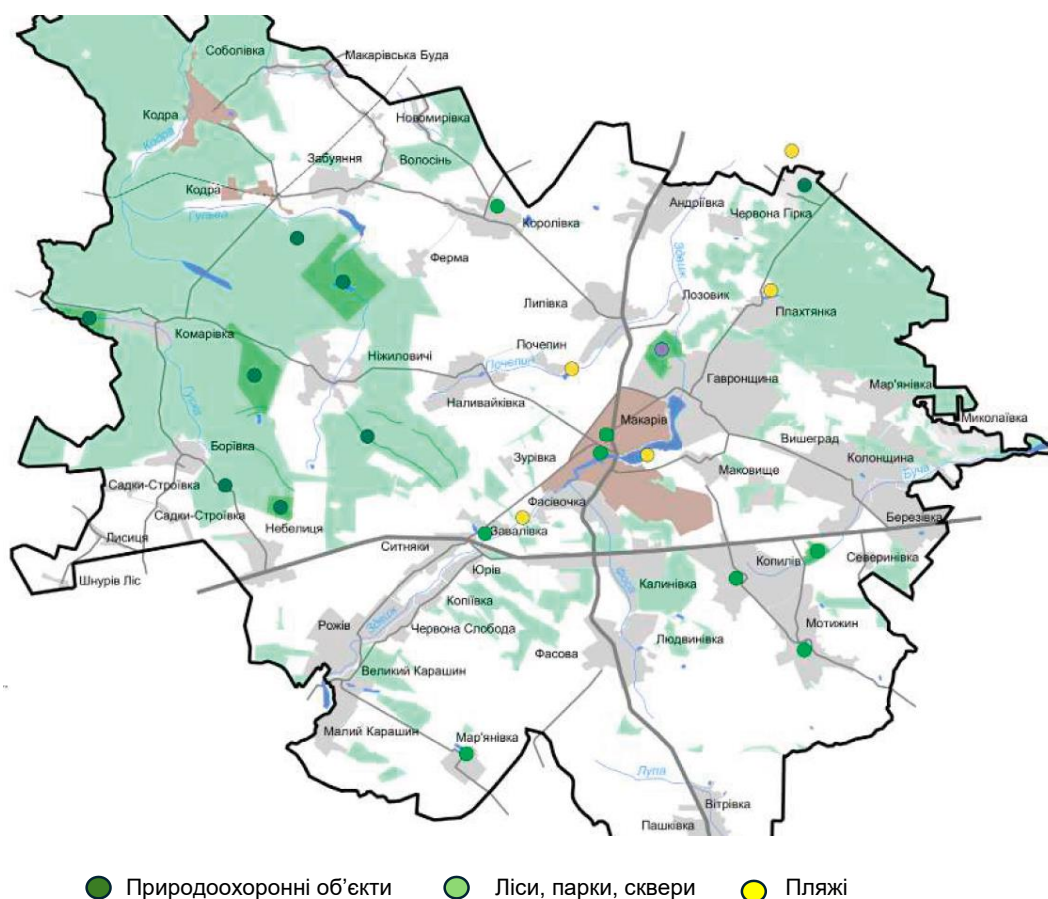 Соболівка
Макарівська Буда
Кодра
Новомирівка
Кодра
Забуяння
Волосінь
Кодра
Андріївка
Червона Гірка
Гульва
Королівка
Здвиж
Ферма
Липівка
Лозовик
Плахтянка
Комарівка
Ніжиловичі
Почепин
Почепин
Гавронщина
Мар'янівка
Наливайківка
Миколаївка
Макарів
Вишеград
Борівка
Зурівка
Маковище
Колонщина
Буча
Садки-Строївка
Фасівочка
Садки-Строївка
Небелиця
Завалівка
Березівка
Лисиця
Ситняки
Копилів
Северинівка
Шнурів Ліс
Юрів
Калинівка
Копіївка
Рожів
Здвиж
Червона Слобода
Мотижин
Фасова
Людвинівка
Великий Карашин
Малий Карашин
Мар'янівка
Лупа
Вітрівка
Пашківка
Природоохоронні об’єкти
Ліси, парки, сквери
Пляжі